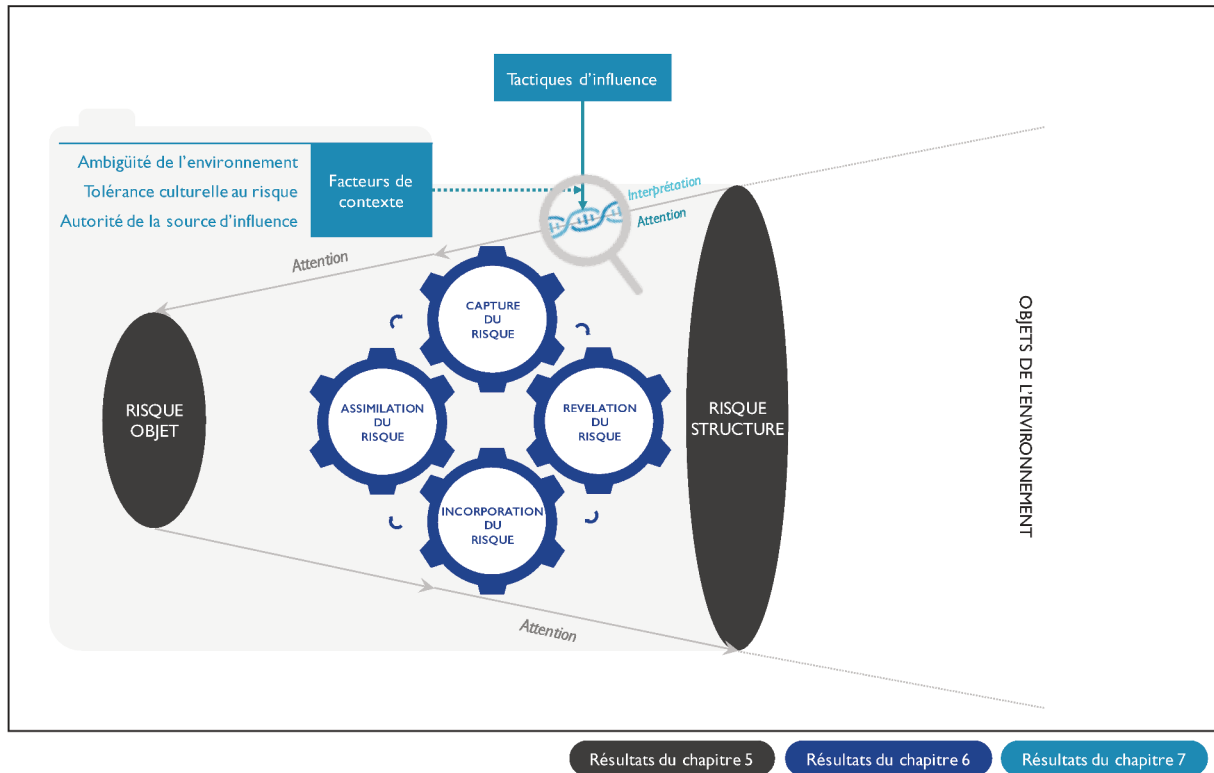 Tactiques d'influence
Ambigüité de l'environnement
Tolérance culturelle au risque
Autorité de la source d'influence
Facteurs de
contexte
Interprétation
Attention
Attention
CAPTURE
DU
RISQUE
ASSIMILATION
DU
RISQUE
REVELATION
DU
RISQUE
INCORPORATION
DU
RISQUE
RISQUE
OBJET
RISQUE
STRUCTURE
OBJETS DE L'ENVIRONNEMENT
Attention
Résultats du chapitre 5
Résultats du chapitre 6
Résultats du chapitre 7